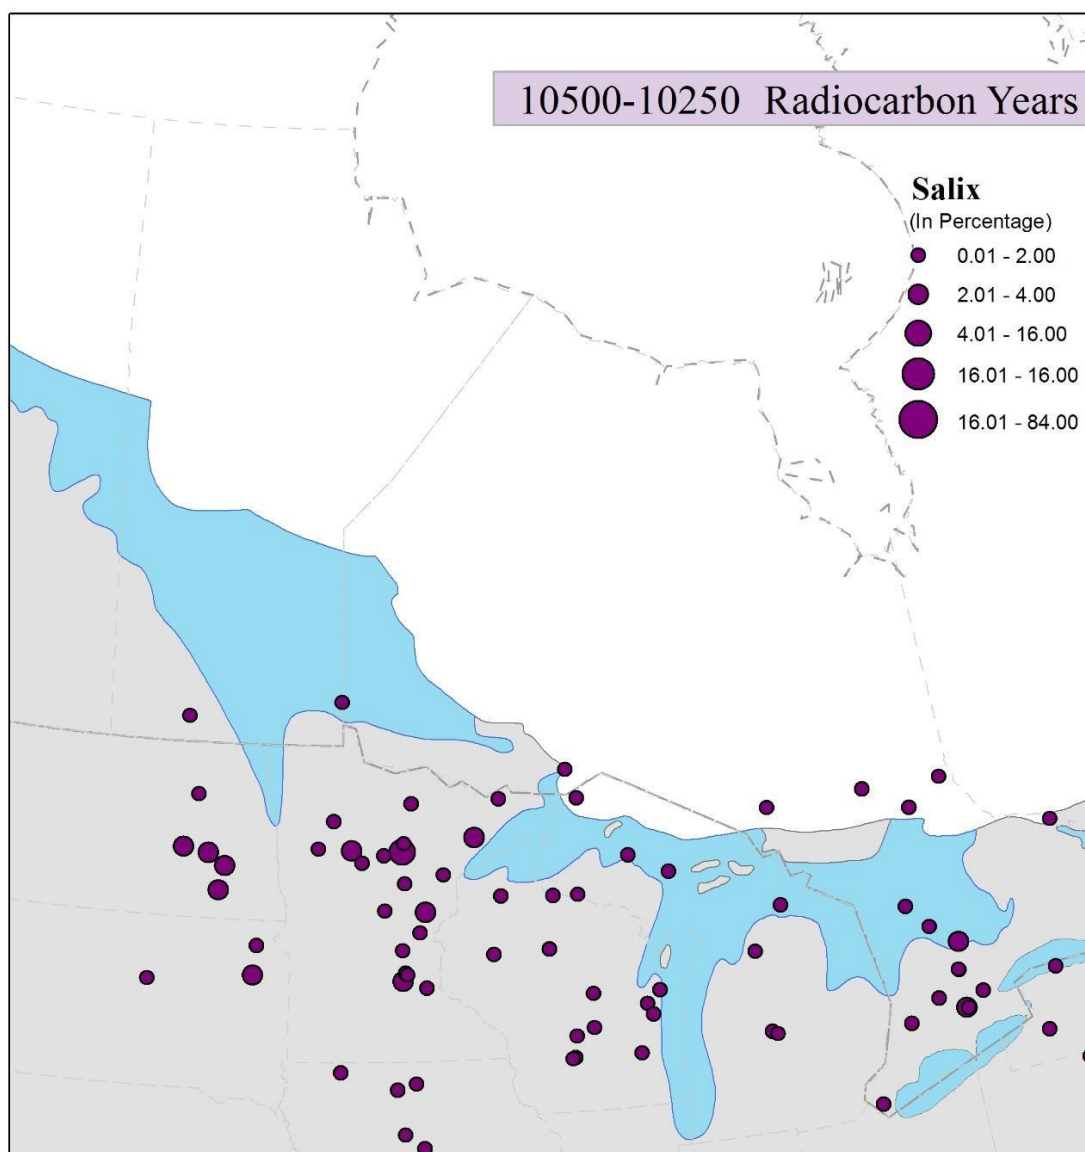 10500-10250 Radiocarbon Years
Salix
(In Percentage)
0.01 - 2.00
2.01 - 4.00
4.01 - 16.00
16.01 - 16.00
16.01 - 84.00